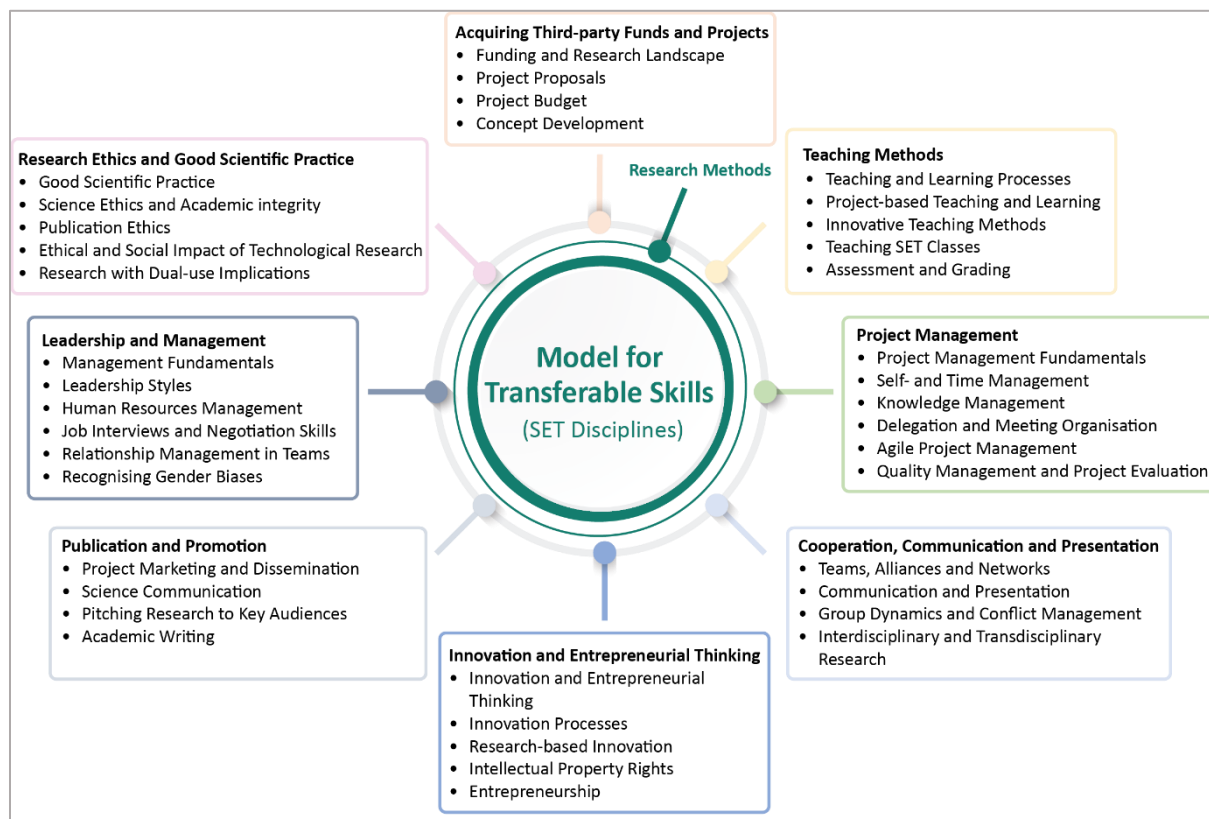 Acquiring Third-party Funds and Projects
• Funding and Research Landscape
• Project Proposals
• Project Budget
• Concept Development
Research Ethics and Good Scientific Practice
• Good Scientific Practice
• Science Ethics and Academic integrity
• Publication Ethics
• Ethical and Social Impact of Technological Research
• Research with Dual-use Implications
Research Methods
Teaching Methods
• Teaching and Learning Processes
• Project-based Teaching and Learning
• Innovative Teaching Methods
• Teaching SET Classes
• Assessment and Grading
Leadership and Management
• Management Fundamentals
• Leadership Styles
• Human Resources Management
• Job Interviews and Negotiation Skills
• Relationship Management in Teams
• Recognising Gender Biases
Model for
Transferable Skills
(SET Disciplines)
Project Management
• Project Management Fundamentals
• Self- and Time Management
• Knowledge Management
• Delegation and Meeting Organisation
• Agile Project Management
• Quality Management and Project Evaluation
Publication and Promotion
• Project Marketing and Dissemination
• Science Communication
• Pitching Research to Key Audiences
• Academic Writing
Innovation and Entrepreneurial Thinking
• Innovation and Entrepreneurial
Thinking
• Innovation Processes
• Research-based Innovation
• Intellectual Property Rights
• Entrepreneurship
Cooperation, Communication and Presentation
• Teams, Alliances and Networks
• Communication and Presentation
• Group Dynamics and Conflict Management
• Interdisciplinary and Transdisciplinary
Research